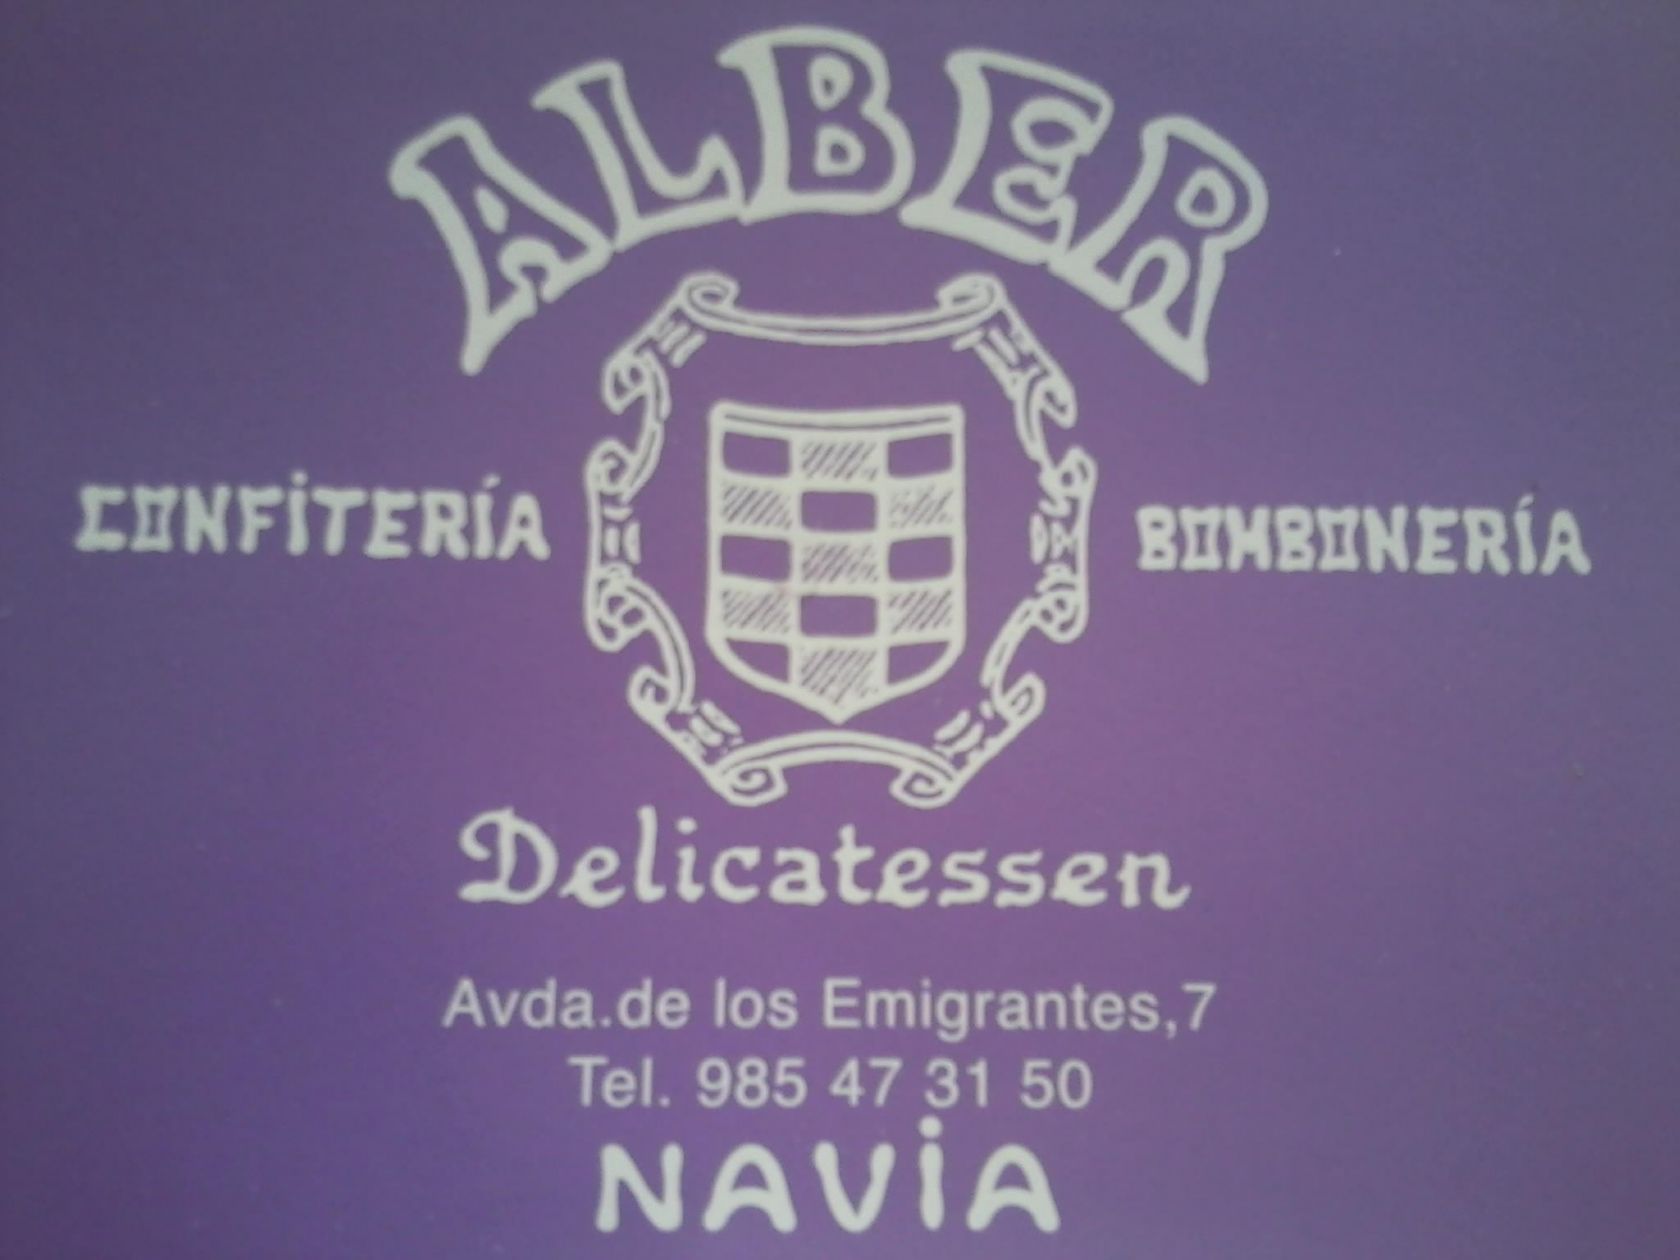 ALBER
CONFITERÍA BOMBONERÍA
Delicatessen
Avda.de los Emigrantes,7
Tel. 985 47 31 50
NAViA